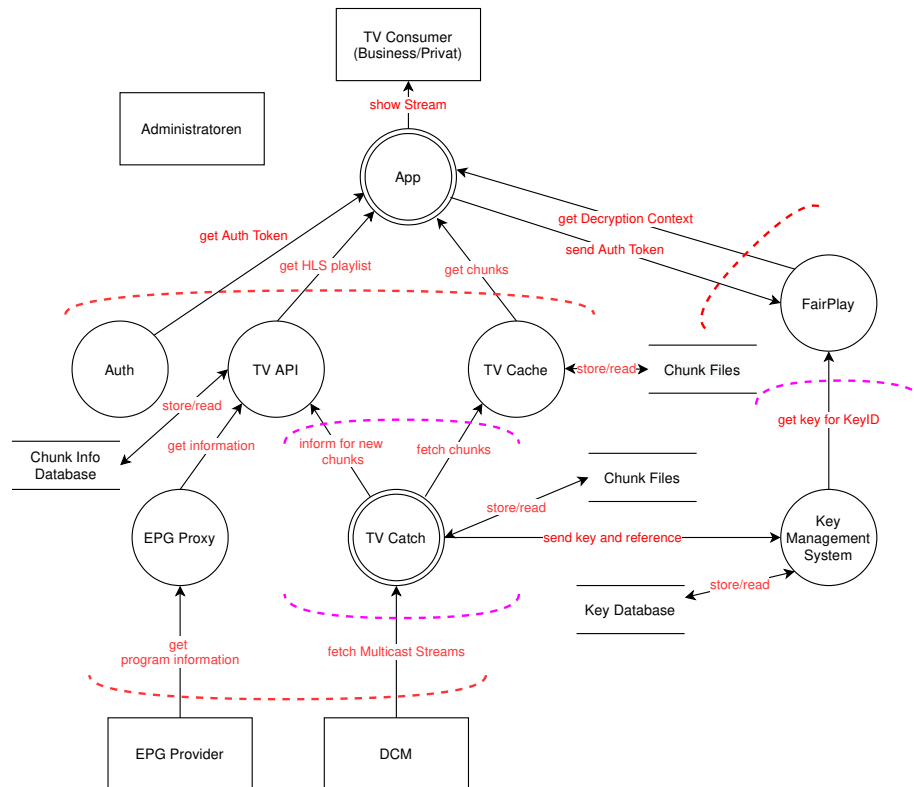 TV Consumer
(Business/Privat)
show Stream
Administratoren
App
get Decryption Context
get Auth Token
send Auth Token
get HLS playlist
get chunks
FairPlay
Auth
TV API
TV Cache
store/read
Chunk Files
store/read
get key for KeyID
get information
inform for new
chunks
fetch chunks
Chunk Info
Database
Chunk Files
store/read
EPG Proxy
TV Catch
send key and reference
Key
Management
System
store/read
Key Database
get
program information
fetch Multicast Streams
EPG Provider
DCM